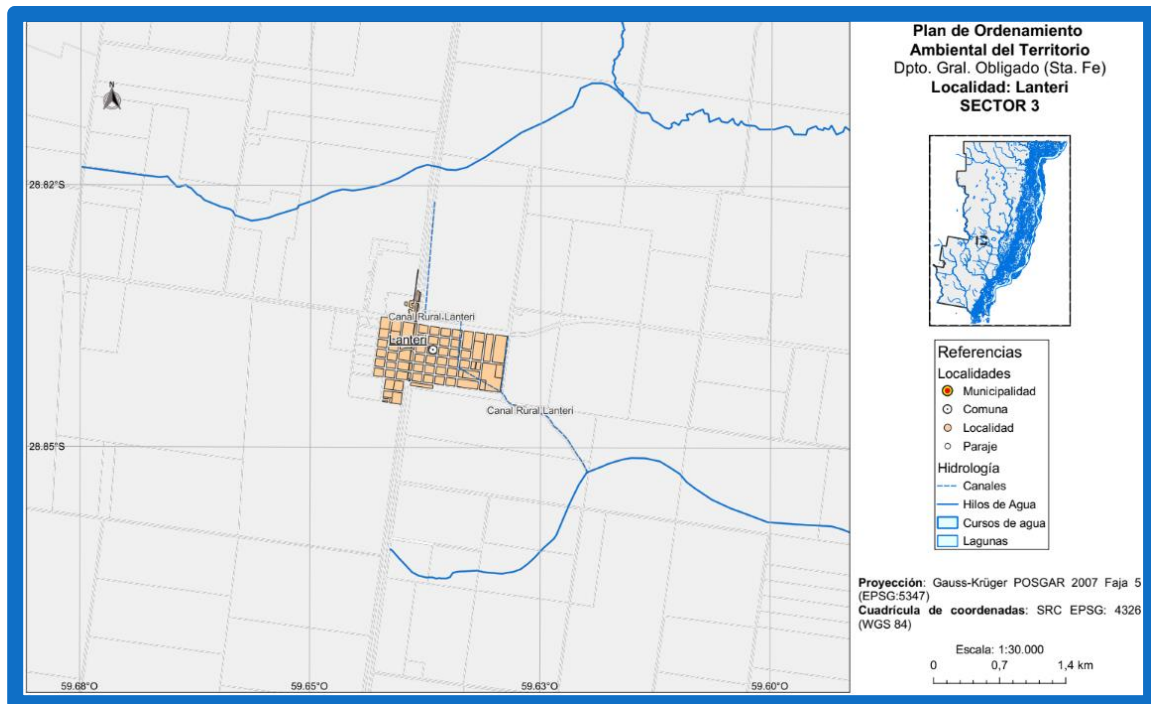 Plan de Ordenamiento
Ambiental del Territorio
Dpto. Gral. Obligado (Sta. Fe)
Localidad: Lanteri
SECTOR 3
N
28.82°S
Canal Rural Lanteri
Lanteri
Canal Rural Lanteri
28.85°S
59.68°O
59.65°O
59.63°O
59.60°O
Referencias
Localidades
Municipalidad
Comuna
Localidad
Paraje
Hidrología
Canales
Hilos de Agua
Cursos de agua
Lagunas
Proyección: Gauss-Krüger POSGAR 2007 Faja 5
(EPSG:5347)
Cuadrícula de coordenadas: SRC EPSG: 4326
(WGS 84)
Escala: 1:30.000
0 0,7 1,4 km